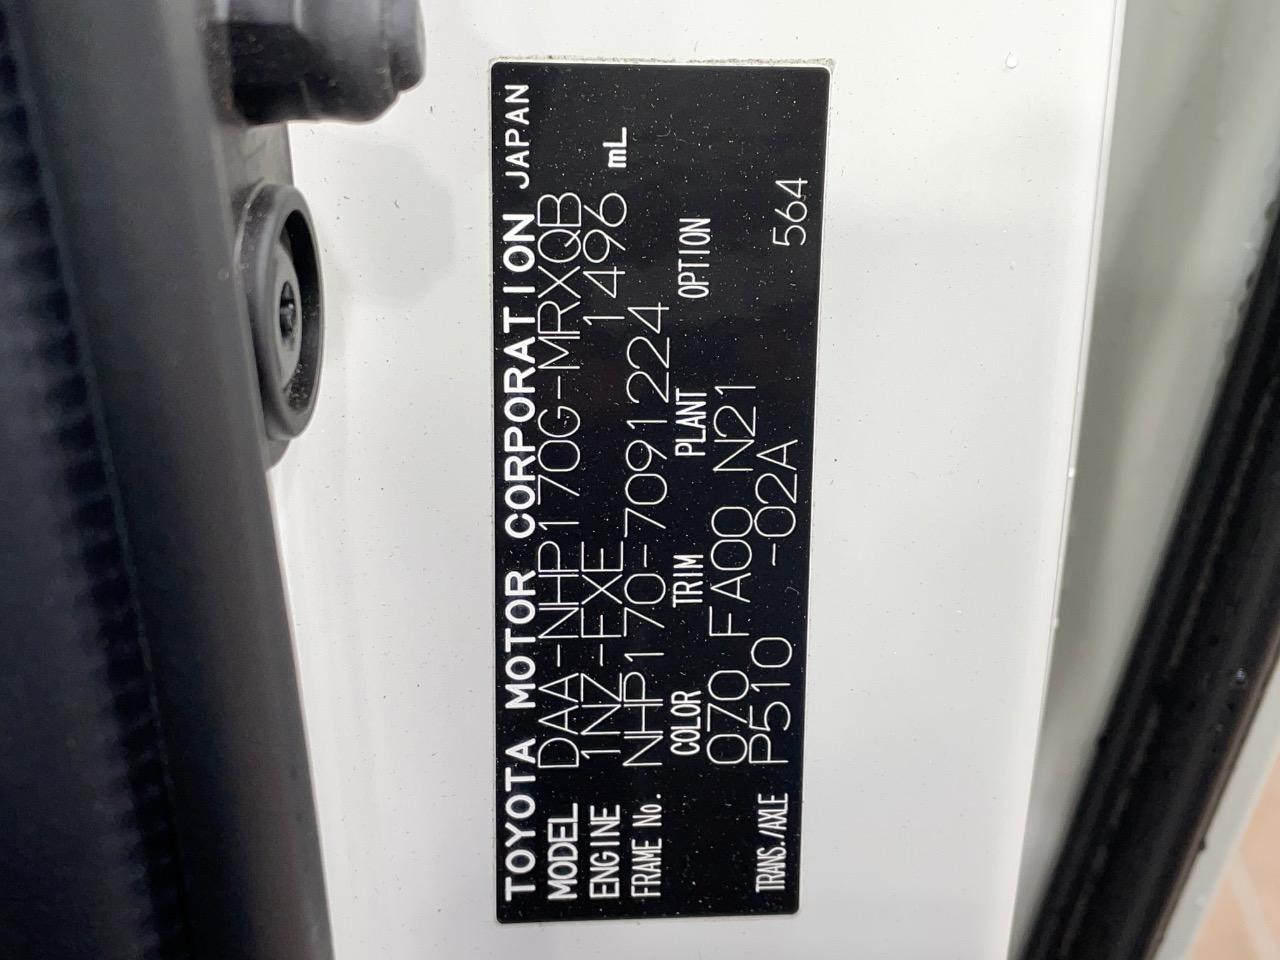 TOYOTA MOTOR CORPORATION JAPAN
MODEL DAA-NHP170G-MRXQB
ENGINE 1NZ-FXE 1496 mL
FRAME No. NHP170-7091224
COLOR TRIM PLANT OPTION
070 FA00 N21
TRANS./AXLE P510 -02A 564